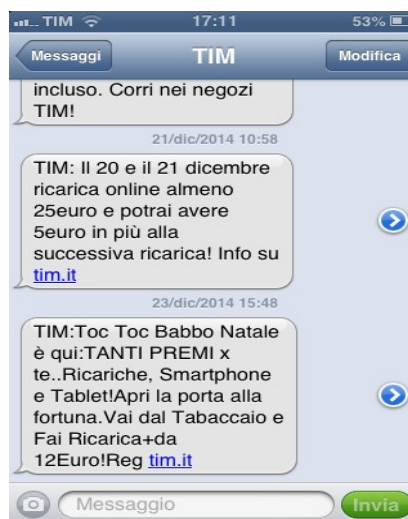 TIM 17:11 53%
Messaggi TIM Modifica
incluso. Corri nei negozi
TIM!
21/dic/2014 10:58
TIM: Il 20 e il 21 dicembre
ricarica online almeno
25euro e potrai avere
5euro in più alla
successiva ricarica! Info su
tim.it
23/dic/2014 15:48
TIM:Toc Toc Babbo Natale
è qui:TANTI PREMI x
te..Ricariche, Smartphone
e Tablet!Apri la porta alla
fortuna.Vai dal Tabaccaio e
Fai Ricarica+da
12Euro!Reg tim.it
Messaggio Invia